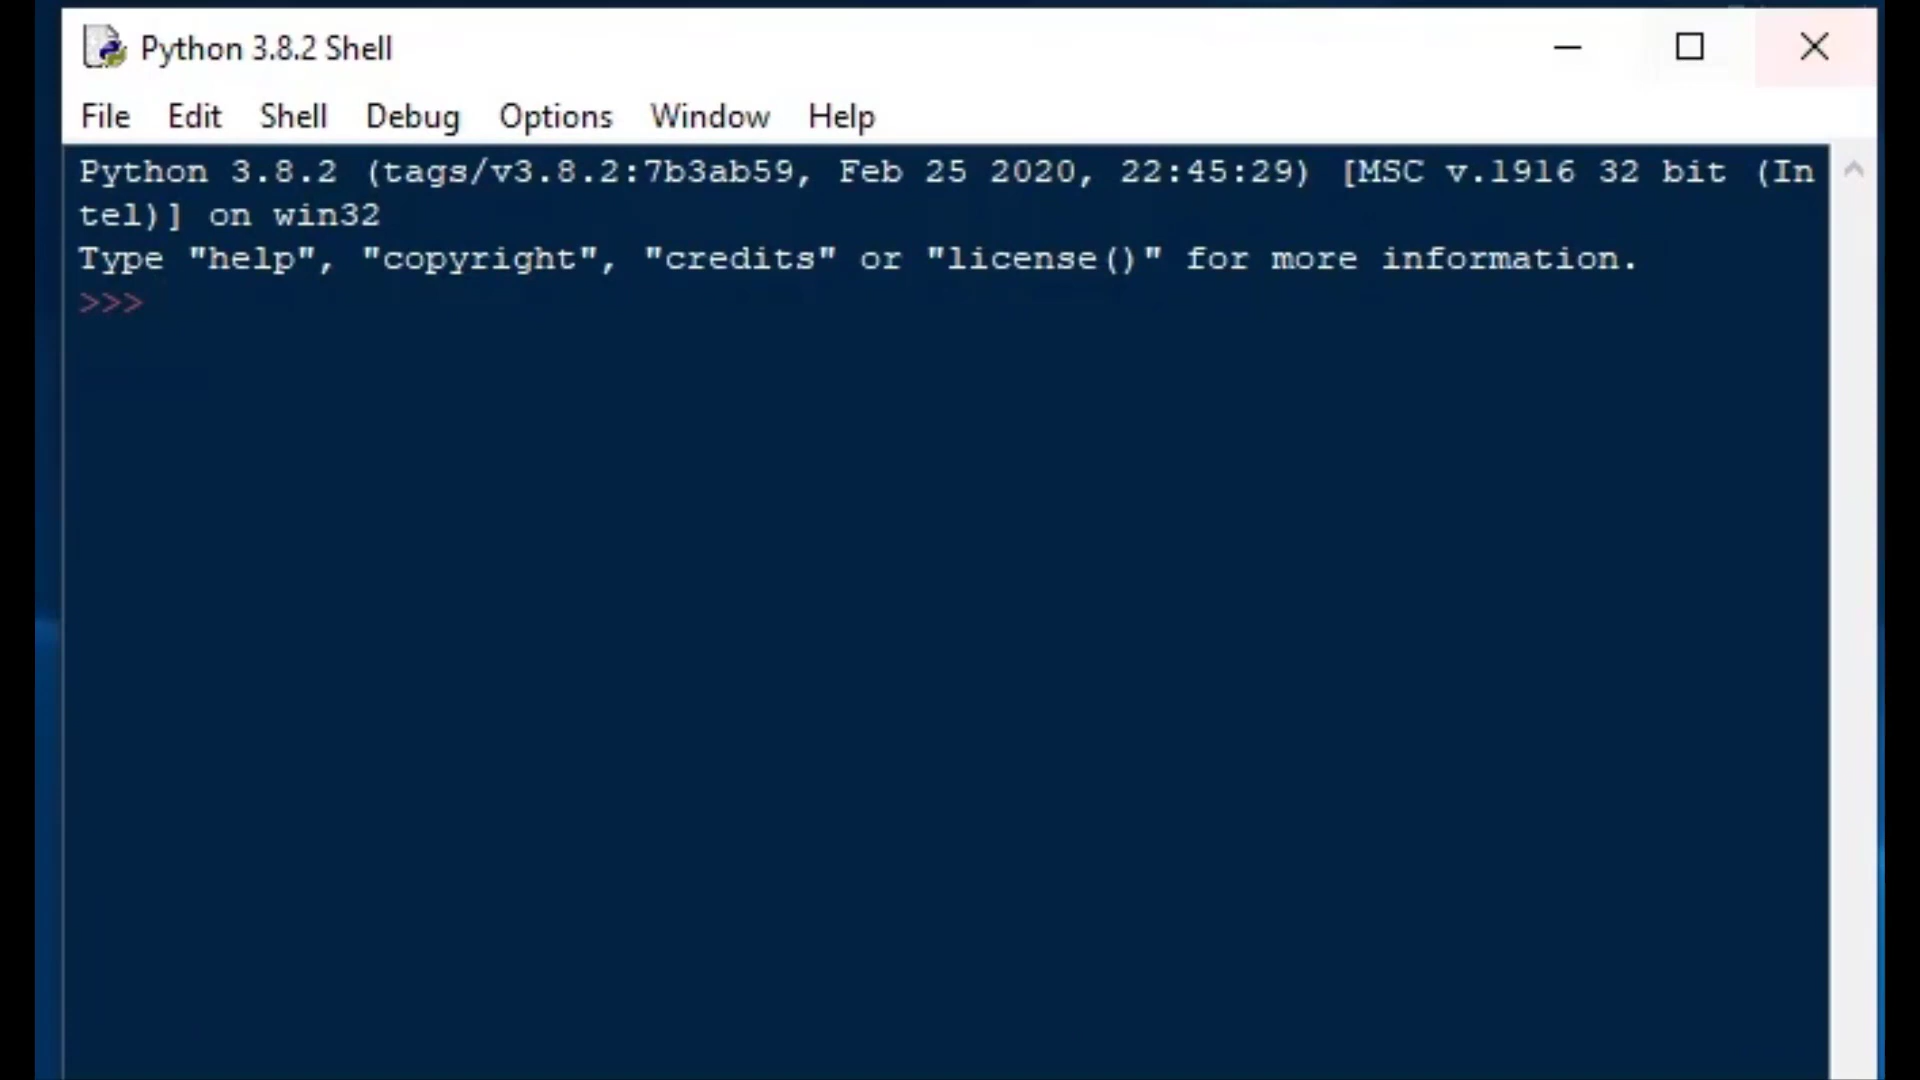 Python 3.8.2 Shell
File Edit Shell Debug Options Window Help
Python 3.8.2 (tags/v3.8.2:7b3ab59, Feb 25 2020, 22:45:29) [MSC v.1916 32 bit (In
tel)] on win32
Type "help", "copyright", "credits" or "license()" for more information.
>>>